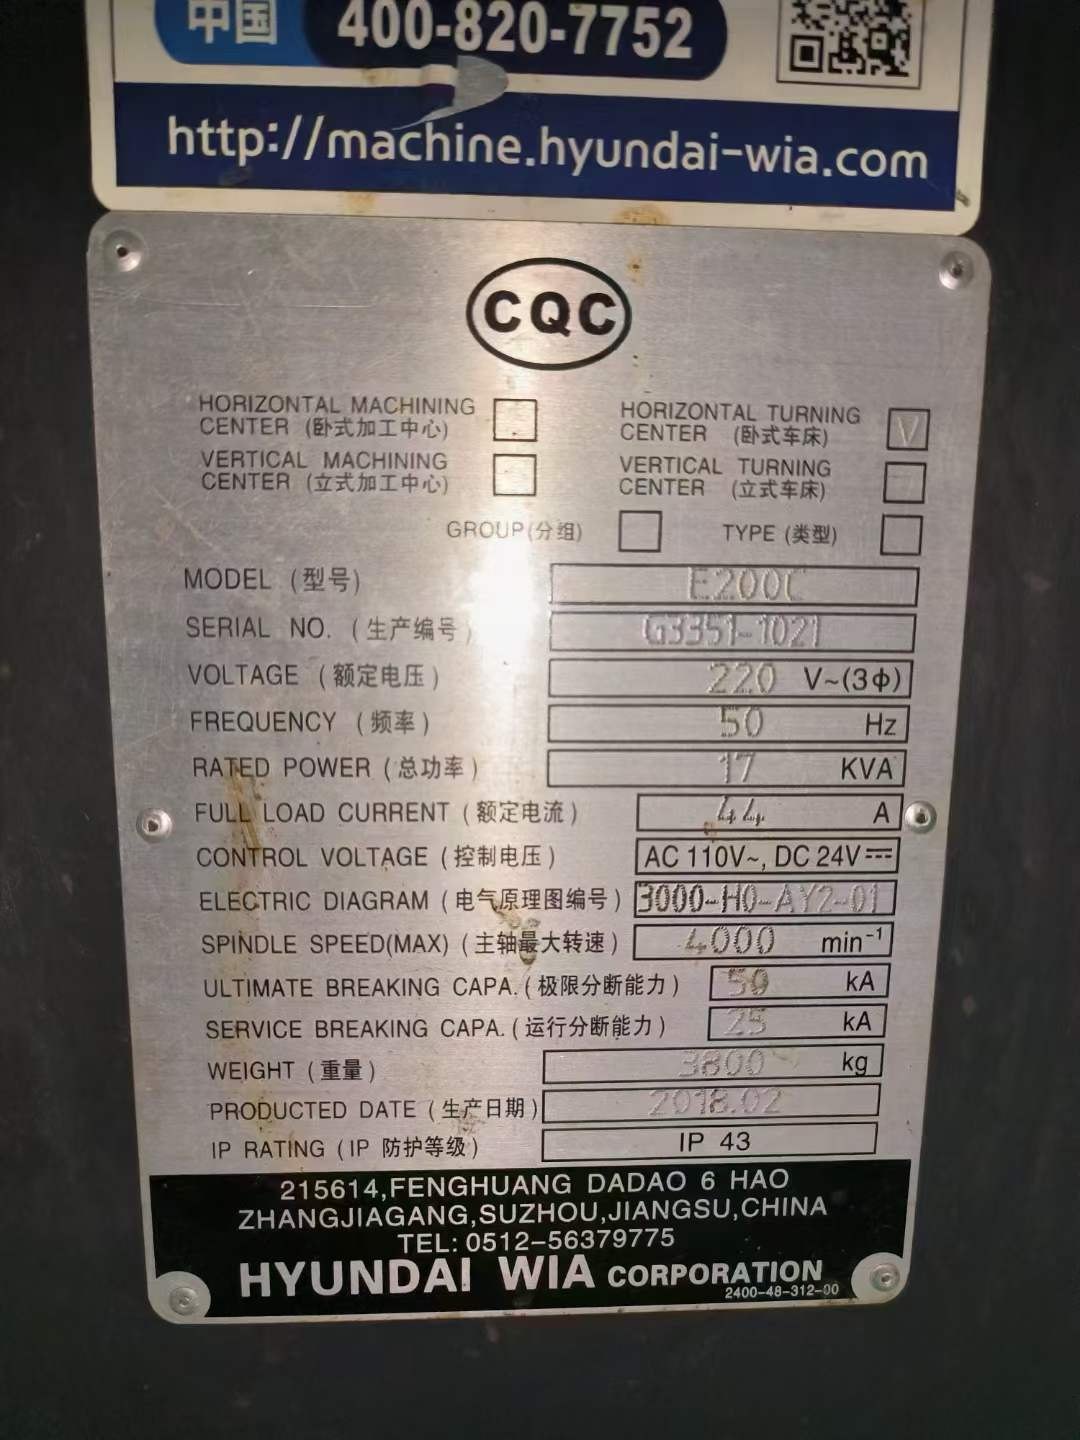 中国 400-820-7752
http://machine.hyundai-wia.com
CQC
HORIZONTAL MACHINING CENTER (卧式加工中心)
HORIZONTAL TURNING CENTER (卧式车床) V
VERTICAL MACHINING CENTER (立式加工中心)
VERTICAL TURNING CENTER (立式车床)
GROUP(分组) TYPE (类型)
MODEL (型号) E200C
SERIAL NO. (生产编号) G3351-1021
VOLTAGE (额定电压) 220 V~(3Φ)
FREQUENCY (频率) 50 Hz
RATED POWER (总功率) 17 KVA
FULL LOAD CURRENT (额定电流) 44 A
CONTROL VOLTAGE (控制电压) AC 110V~, DC 24V⎓
ELECTRIC DIAGRAM (电气原理图编号) 3000-H0-AY2-01
SPINDLE SPEED(MAX) (主轴最大转速) 4000 min⁻¹
ULTIMATE BREAKING CAPA. (极限分断能力) 50 kA
SERVICE BREAKING CAPA. (运行分断能力) 25 kA
WEIGHT (重量) 3800 kg
PRODUCTED DATE (生产日期) 2018.02
IP RATING (IP 防护等级) IP 43
215614,FENGHUANG DADAO 6 HAO
ZHANGJIAGANG,SUZHOU,JIANGSU,CHINA
TEL: 0512-56379775
HYUNDAI WIA CORPORATION
2400-48-312-00